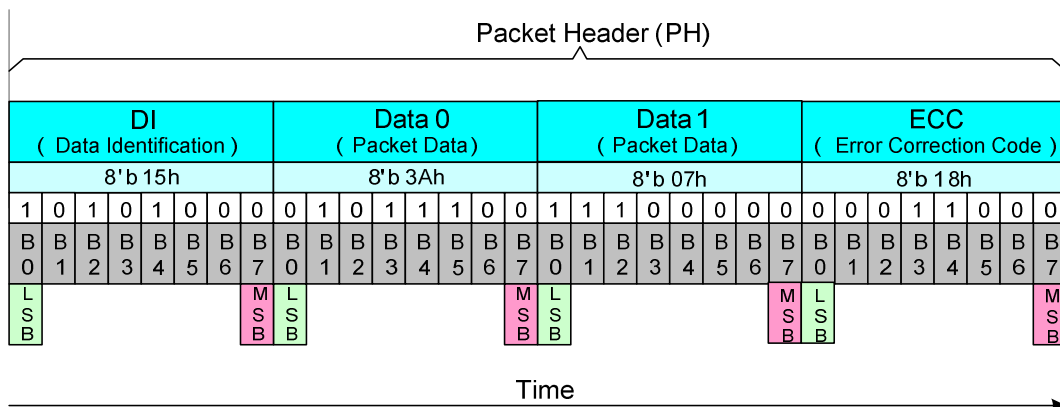 Packet Header (PH)
DI Data 0 Data 1 ECC
( Data Identification ) ( Packet Data) ( Packet Data) ( Error Correction Code )
8'b 15h 8'b 3Ah 8'b 07h 8'b 18h
1 0 1 0 1 0 0 0 0 1 0 1 1 1 0 0 1 1 1 0 0 0 0 0 0 0 0 1 1 0 0 0
B0 B1 B2 B3 B4 B5 B6 B7 B0 B1 B2 B3 B4 B5 B6 B7 B0 B1 B2 B3 B4 B5 B6 B7 B0 B1 B2 B3 B4 B5 B6 B7
LSB MSB LSB MSB LSB MSB LSB MSB
Time